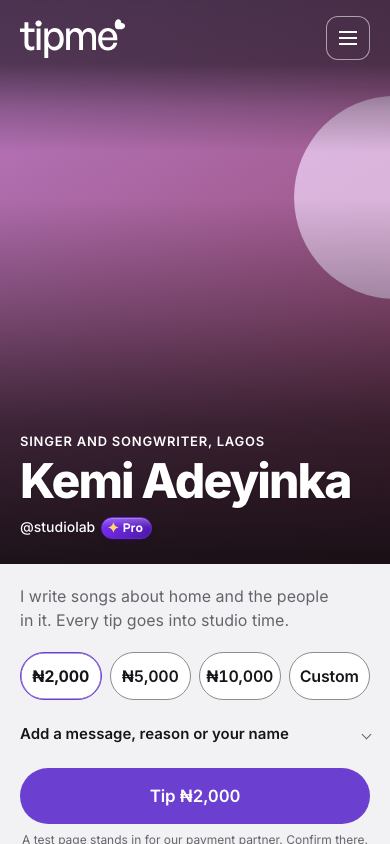 tipme
SINGER AND SONGWRITER, LAGOS
Kemi Adeyinka
@studiolab Pro
I write songs about home and the people
in it. Every tip goes into studio time.
₦2,000 ₦5,000 ₦10,000 Custom
Add a message, reason or your name
Tip ₦2,000
A test page stands in for our payment partner. Confirm there,